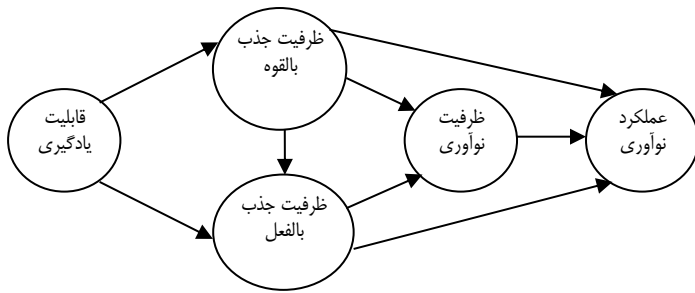 ظرفیت جذب
بالقوه
قابلیت
یادگیری
ظرفیت
نوآوری
عملکرد
نوآوری
ظرفیت جذب
بالفعل